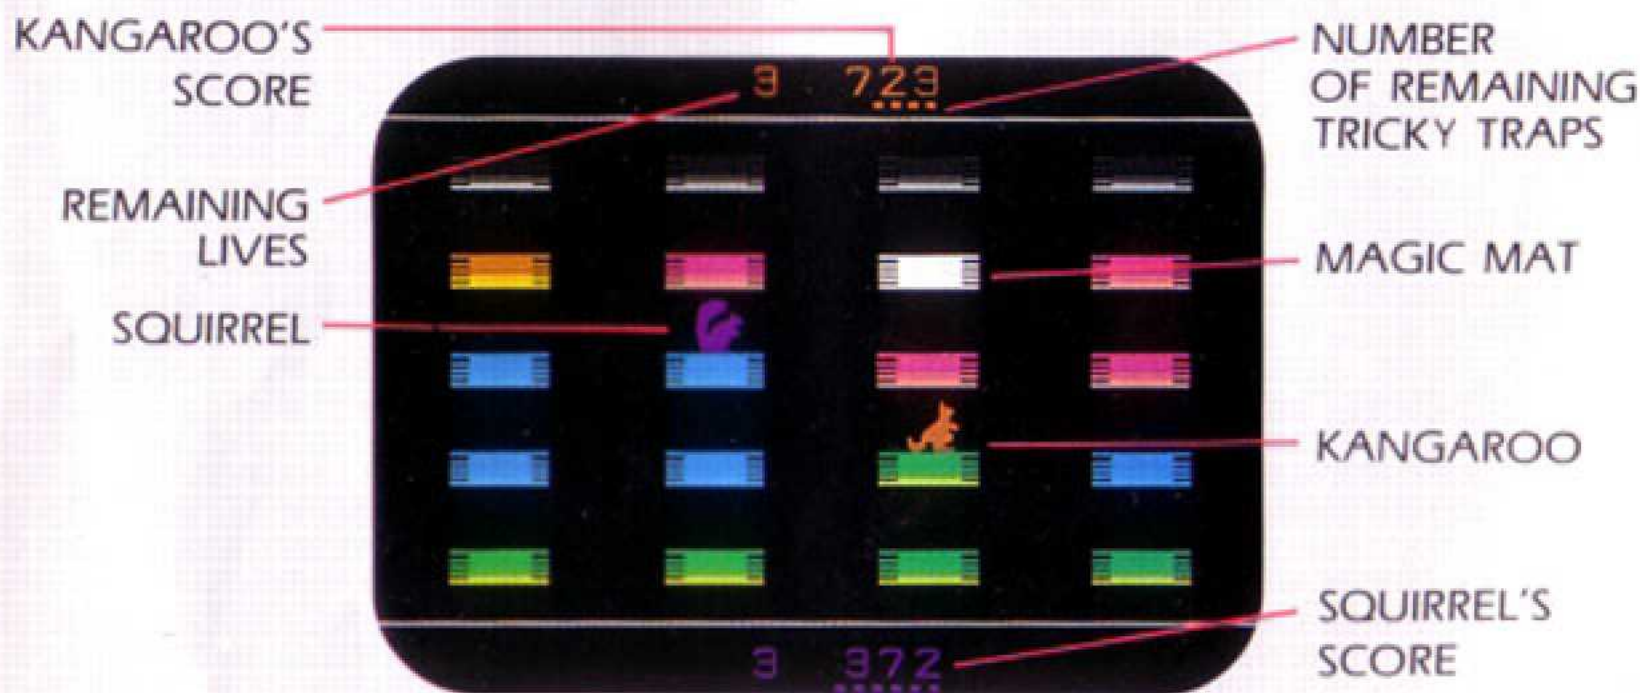 KANGAROO'S
SCORE
3 723
NUMBER
OF REMAINING
TRICKY TRAPS
REMAINING
LIVES
MAGIC MAT
SQUIRREL
KANGAROO
SQUIRREL'S
SCORE
3 372